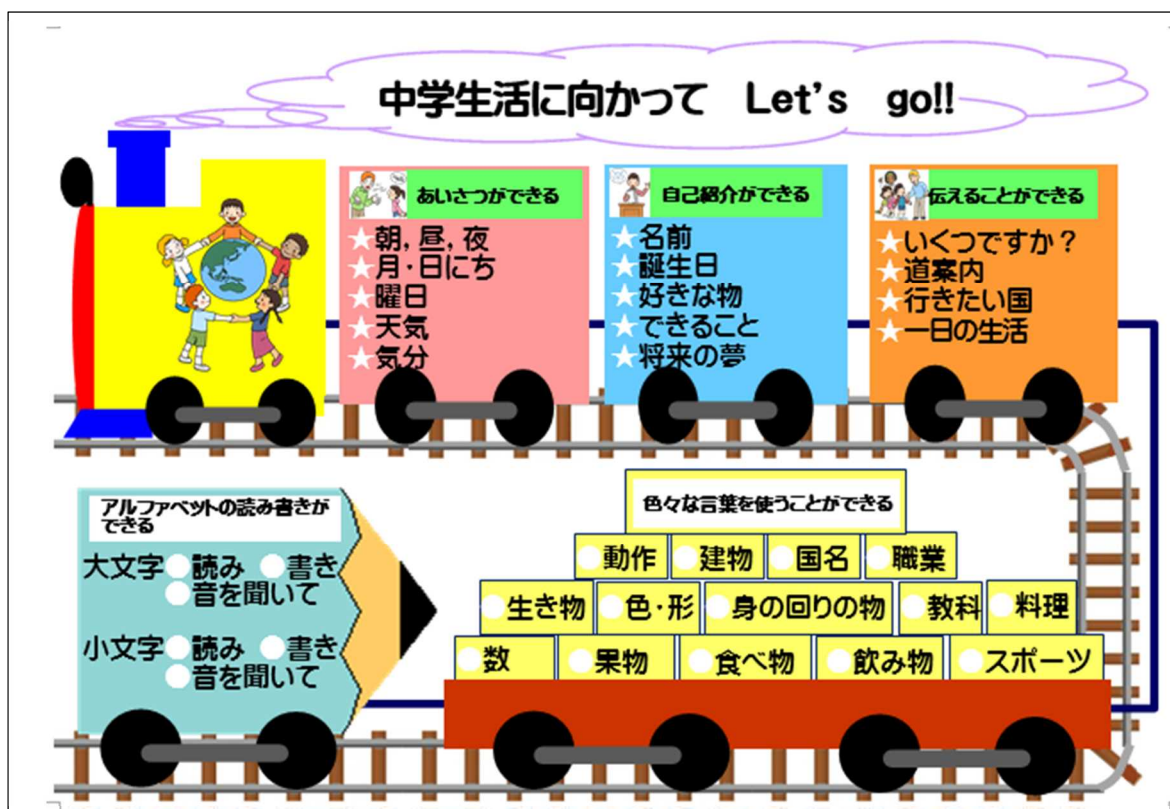 中学生活に向かって Let's go!!
あいさつができる
★朝，昼，夜
★月・日にち
★曜日
★天気
★気分
自己紹介ができる
★名前
★誕生日
★好きな物
★できること
★将来の夢
伝えることができる
★いくつですか？
★道案内
★行きたい国
★一日の生活
アルファベットの読み書きが
できる
大文字●読み ●書き
●音を聞いて
小文字●読み ●書き
●音を聞いて
色々な言葉を使うことができる
●動作 ●建物 ●国名 ●職業
●生き物 ●色・形 ●身の回りの物 ●教科 ●料理
●数 ●果物 ●食べ物 ●飲み物 ●スポーツ